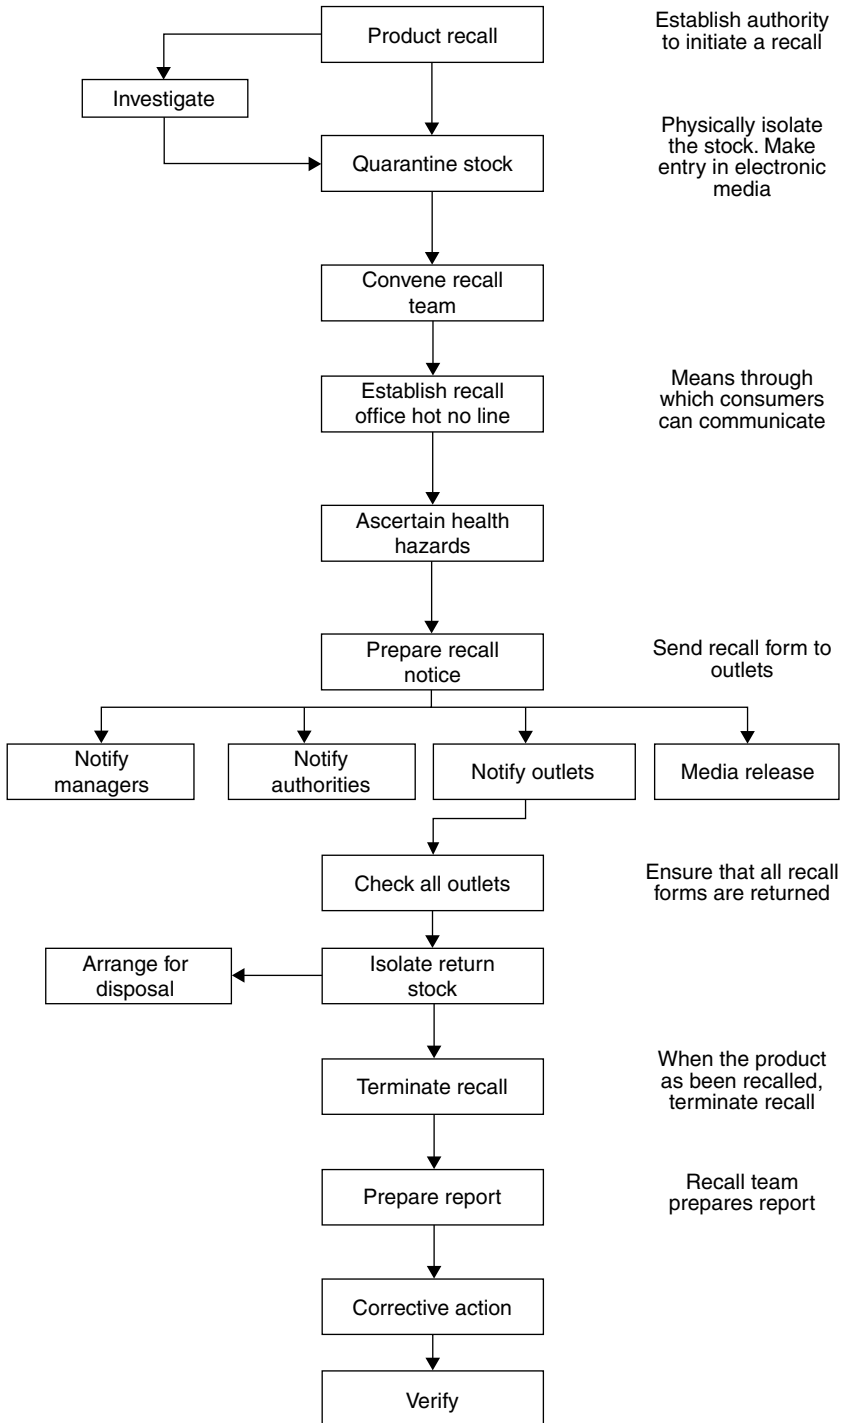 Product recall
Establish authority
to initiate a recall
Investigate
Quarantine stock
Physically isolate
the stock. Make
entry in electronic
media
Convene recall
team
Establish recall
office hot no line
Means through
which consumers
can communicate
Ascertain health
hazards
Prepare recall
notice
Send recall form to
outlets
Notify
managers
Notify
authorities
Notify outlets
Media release
Check all outlets
Ensure that all recall
forms are returned
Arrange for
disposal
Isolate return
stock
Terminate recall
When the product
as been recalled,
terminate recall
Prepare report
Recall team
prepares report
Corrective action
Verify